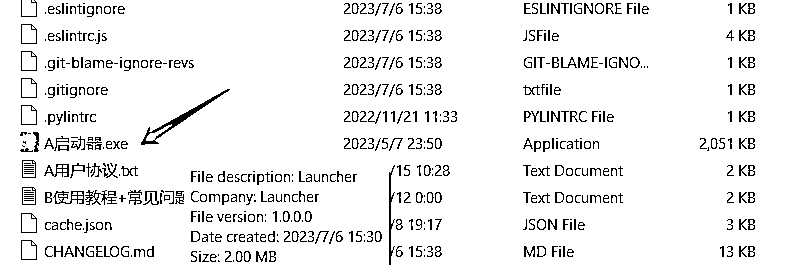 .eslintignore 2023/7/6 15:38 ESLINTIGNORE File 1 KB
.eslintrc.js 2023/7/6 15:38 JSFile 4 KB
.git-blame-ignore-revs 2023/7/6 15:38 GIT-BLAME-IGNO... 1 KB
.gitignore 2023/7/6 15:38 txtfile 1 KB
.pylintrc 2022/11/21 11:33 PYLINTRC File 1 KB
A启动器.exe 2023/5/7 23:50 Application 2,051 KB
A用户协议.txt /15 10:28 Text Document 2 KB
File description: Launcher
B使用教程+常见问题 /12 0:00 Text Document 2 KB
Company: Launcher
File version: 1.0.0.0
cache.json /8 19:17 JSON File 3 KB
Date created: 2023/7/6 15:30
CHANGELOG.md /6 15:38 MD File 13 KB
Size: 2.00 MB